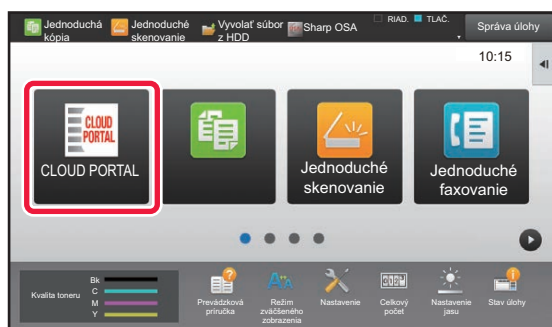 Jednoduchá
kópia
Jednoduché
skenovanie
Vyvolať súbor
z HDD
Sharp OSA
RIAD.
TLAČ.
Správa úlohy
10:15
CLOUD
PORTAL
CLOUD PORTAL
Jednoduché
skenovanie
Jednoduché
faxovanie
Kvalita toneru
Bk
C
M
Y
Prevádzková
príručka
Režim
zväčšeného
zobrazenia
Nastavenie
Celkový
počet
Nastavenie
jasu
Stav úlohy